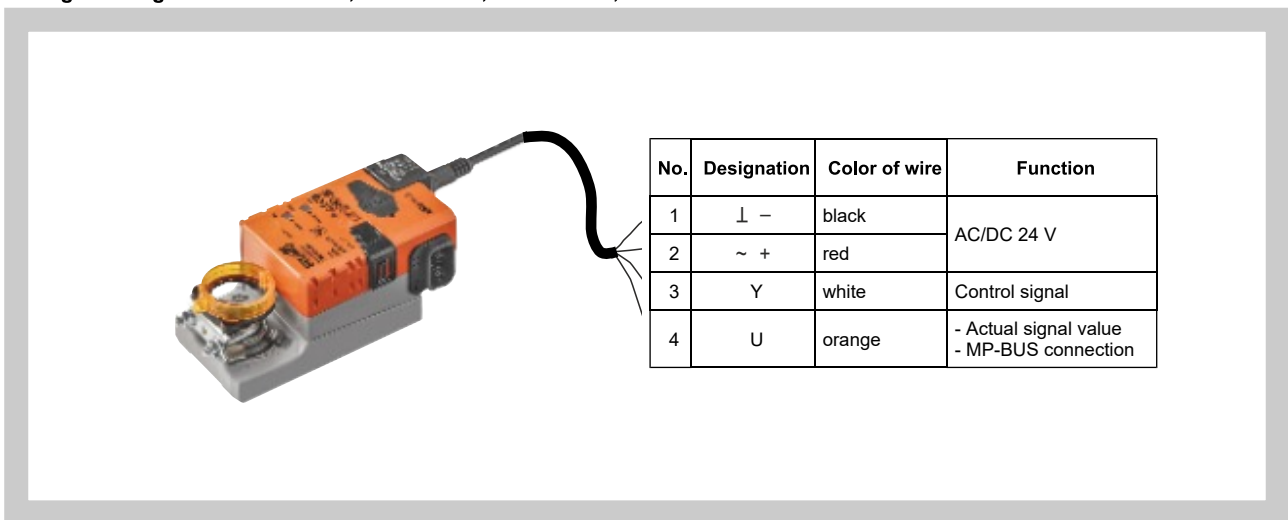 No. Designation Color of wire Function
1 ⊥ − black AC/DC 24 V
2 ~ + red
3 Y white Control signal
4 U orange - Actual signal value
- MP-BUS connection